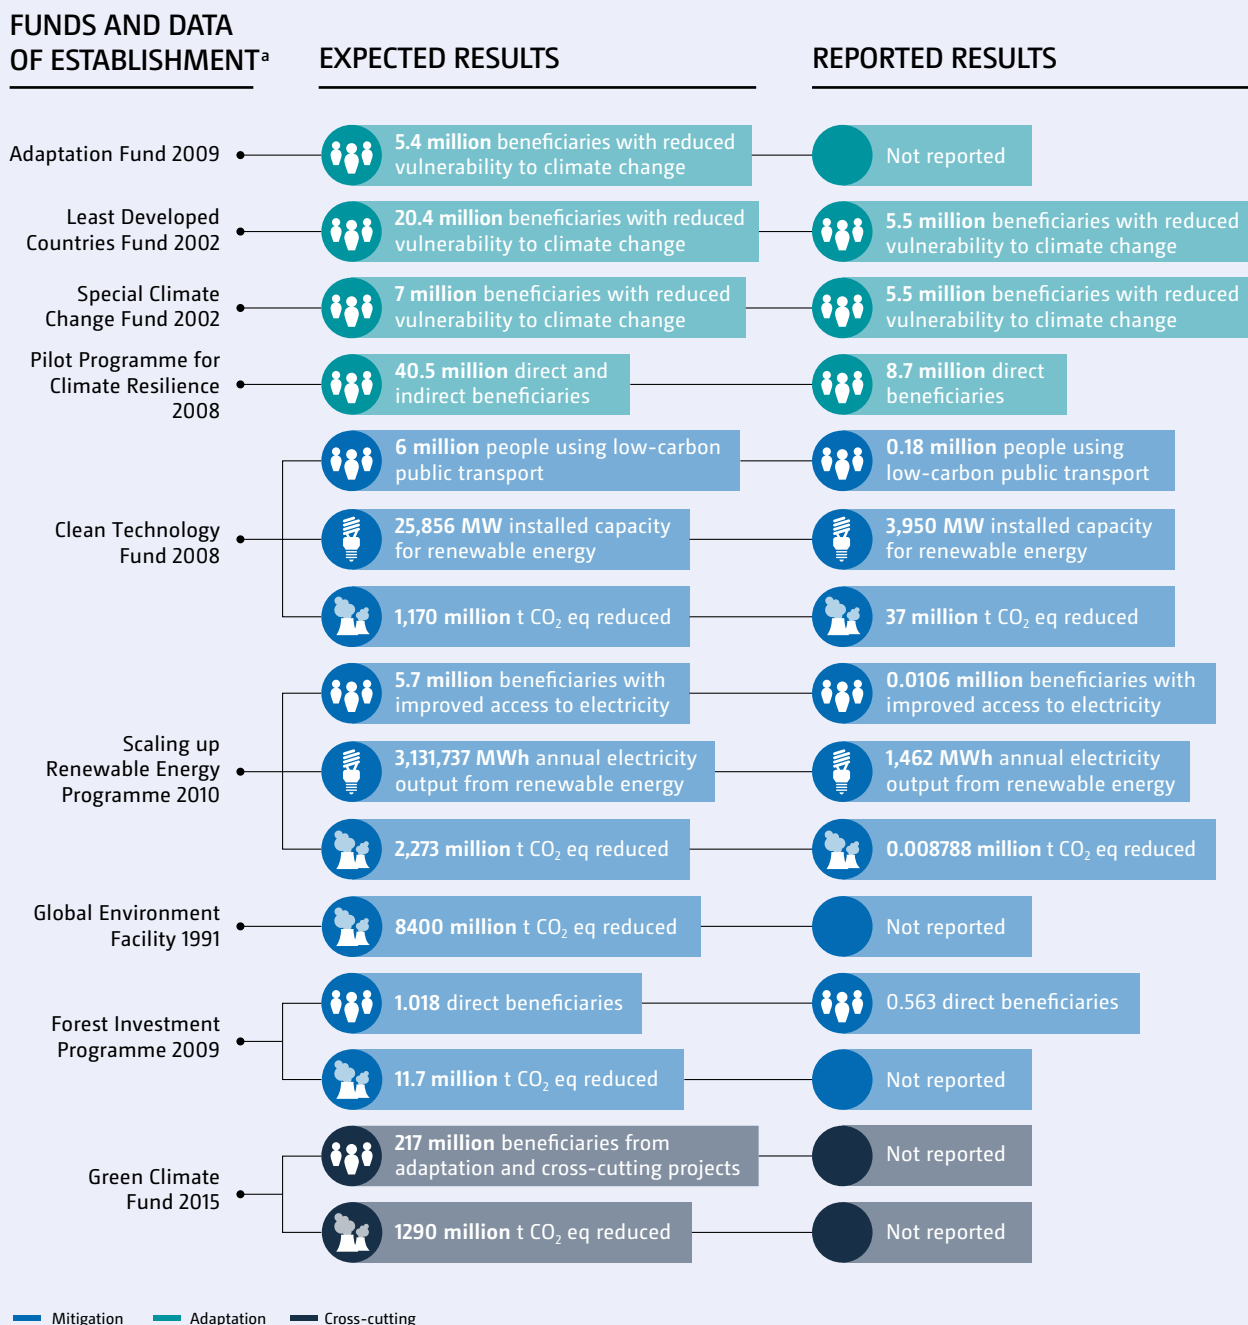 FUNDS AND DATA
OF ESTABLISHMENTa
EXPECTED RESULTS
REPORTED RESULTS
Adaptation Fund 2009
5.4 million beneficiaries with reduced
vulnerability to climate change
Not reported
Least Developed
Countries Fund 2002
20.4 million beneficiaries with reduced
vulnerability to climate change
5.5 million beneficiaries with reduced
vulnerability to climate change
Special Climate
Change Fund 2002
7 million beneficiaries with reduced
vulnerability to climate change
5.5 million beneficiaries with reduced
vulnerability to climate change
Pilot Programme for
Climate Resilience
2008
40.5 million direct and
indirect beneficiaries
8.7 million direct
beneficiaries
Clean Technology
Fund 2008
6 million people using low-carbon
public transport
0.18 million people using
low-carbon public transport
25,856 MW installed capacity
for renewable energy
3,950 MW installed capacity
for renewable energy
1,170 million t CO2 eq reduced
37 million t CO2 eq reduced
Scaling up
Renewable Energy
Programme 2010
5.7 million beneficiaries with
improved access to electricity
0.0106 million beneficiaries with
improved access to electricity
3,131,737 MWh annual electricity
output from renewable energy
1,462 MWh annual electricity
output from renewable energy
2,273 million t CO2 eq reduced
0.008788 million t CO2 eq reduced
Global Environment
Facility 1991
8400 million t CO2 eq reduced
Not reported
Forest Investment
Programme 2009
1.018 direct beneficiaries
0.563 direct beneficiaries
11.7 million t CO2 eq reduced
Not reported
Green Climate
Fund 2015
217 million beneficiaries from
adaptation and cross-cutting projects
Not reported
1290 million t CO2 eq reduced
Not reported
Mitigation
Adaptation
Cross-cutting